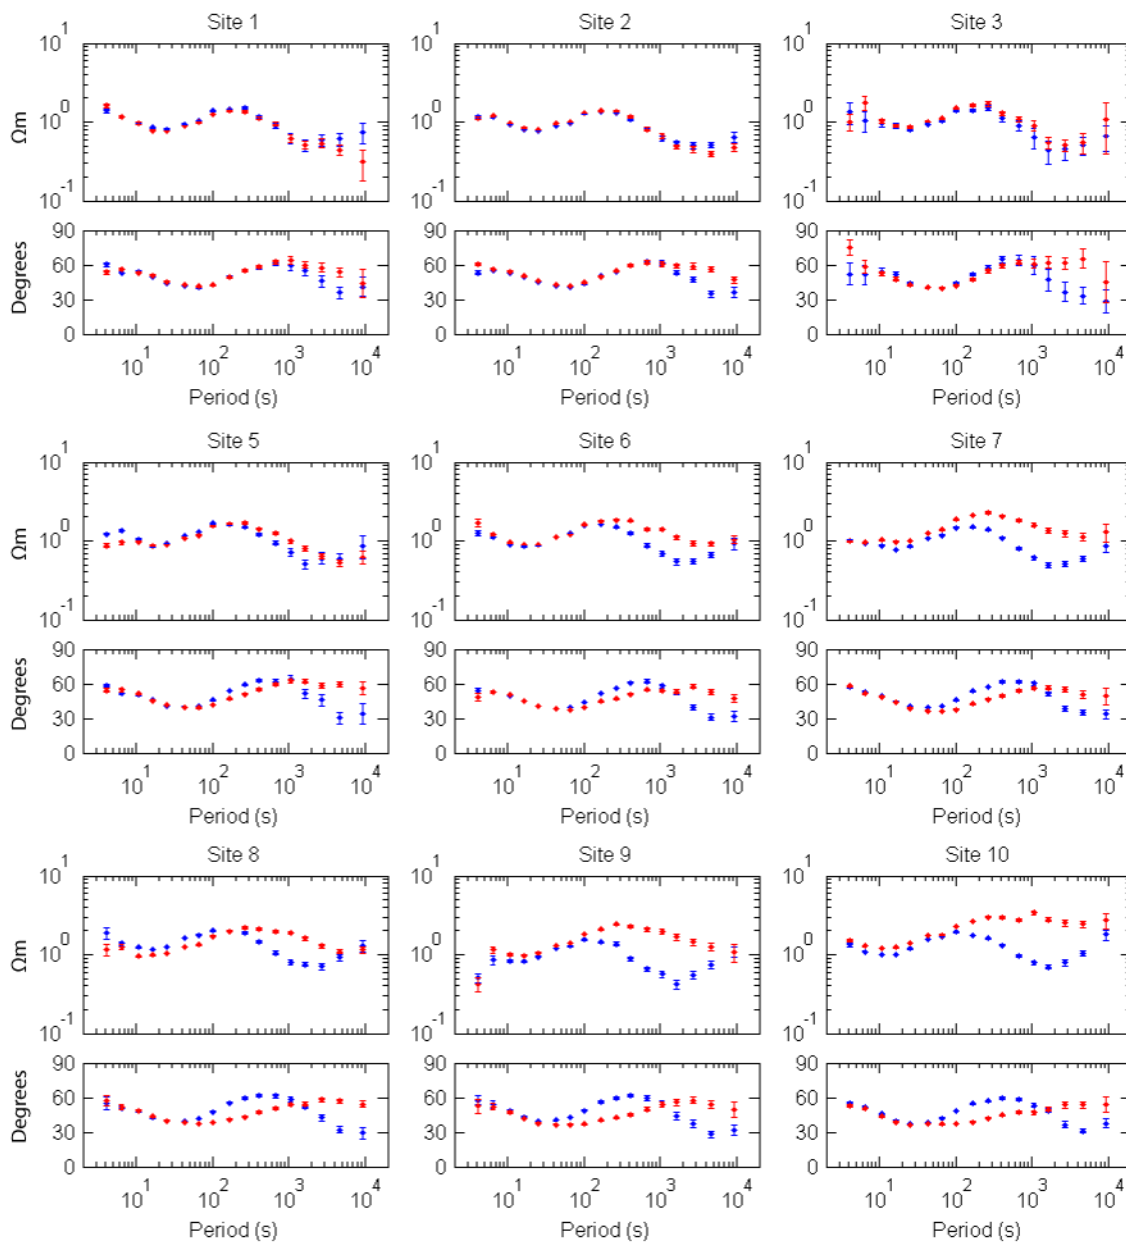 Site 1 Site 2 Site 3
10^1 10^1 10^1
Ωm 10^0 10^0 10^0
10^-1 10^-1 10^-1
90 90 90
Degrees 60 60 60
30 30 30
0 0 0
10^1 10^2 10^3 10^4 10^1 10^2 10^3 10^4 10^1 10^2 10^3 10^4
Period (s) Period (s) Period (s)
Site 5 Site 6 Site 7
10^1 10^1 10^1
Ωm 10^0 10^0 10^0
10^-1 10^-1 10^-1
90 90 90
Degrees 60 60 60
30 30 30
0 0 0
10^1 10^2 10^3 10^4 10^1 10^2 10^3 10^4 10^1 10^2 10^3 10^4
Period (s) Period (s) Period (s)
Site 8 Site 9 Site 10
10^1 10^1 10^1
Ωm 10^0 10^0 10^0
10^-1 10^-1 10^-1
90 90 90
Degrees 60 60 60
30 30 30
0 0 0
10^1 10^2 10^3 10^4 10^1 10^2 10^3 10^4 10^1 10^2 10^3 10^4
Period (s) Period (s) Period (s)